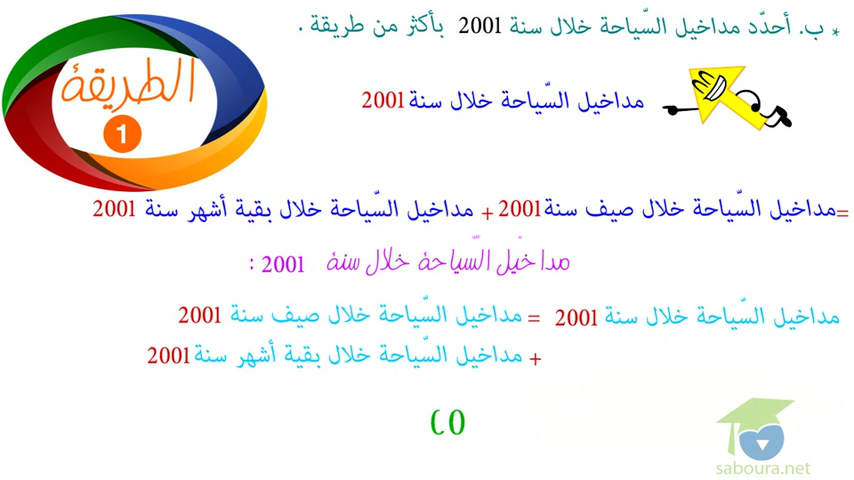 * ب. أحدّد مداخيل السّياحة خلال سنة 2001 بأكثر من طريقة .
الطريقة
1
مداخيل السّياحة خلال سنة 2001
=مداخيل السّياحة خلال صيف سنة 2001 + مداخيل السّياحة خلال بقية أشهر سنة 2001
مداخيل السّياحة خلال سنة 2001 :
مداخيل السّياحة خلال سنة 2001 = مداخيل السّياحة خلال صيف سنة 2001
+ مداخيل السّياحة خلال بقية أشهر سنة 2001
saboura.net